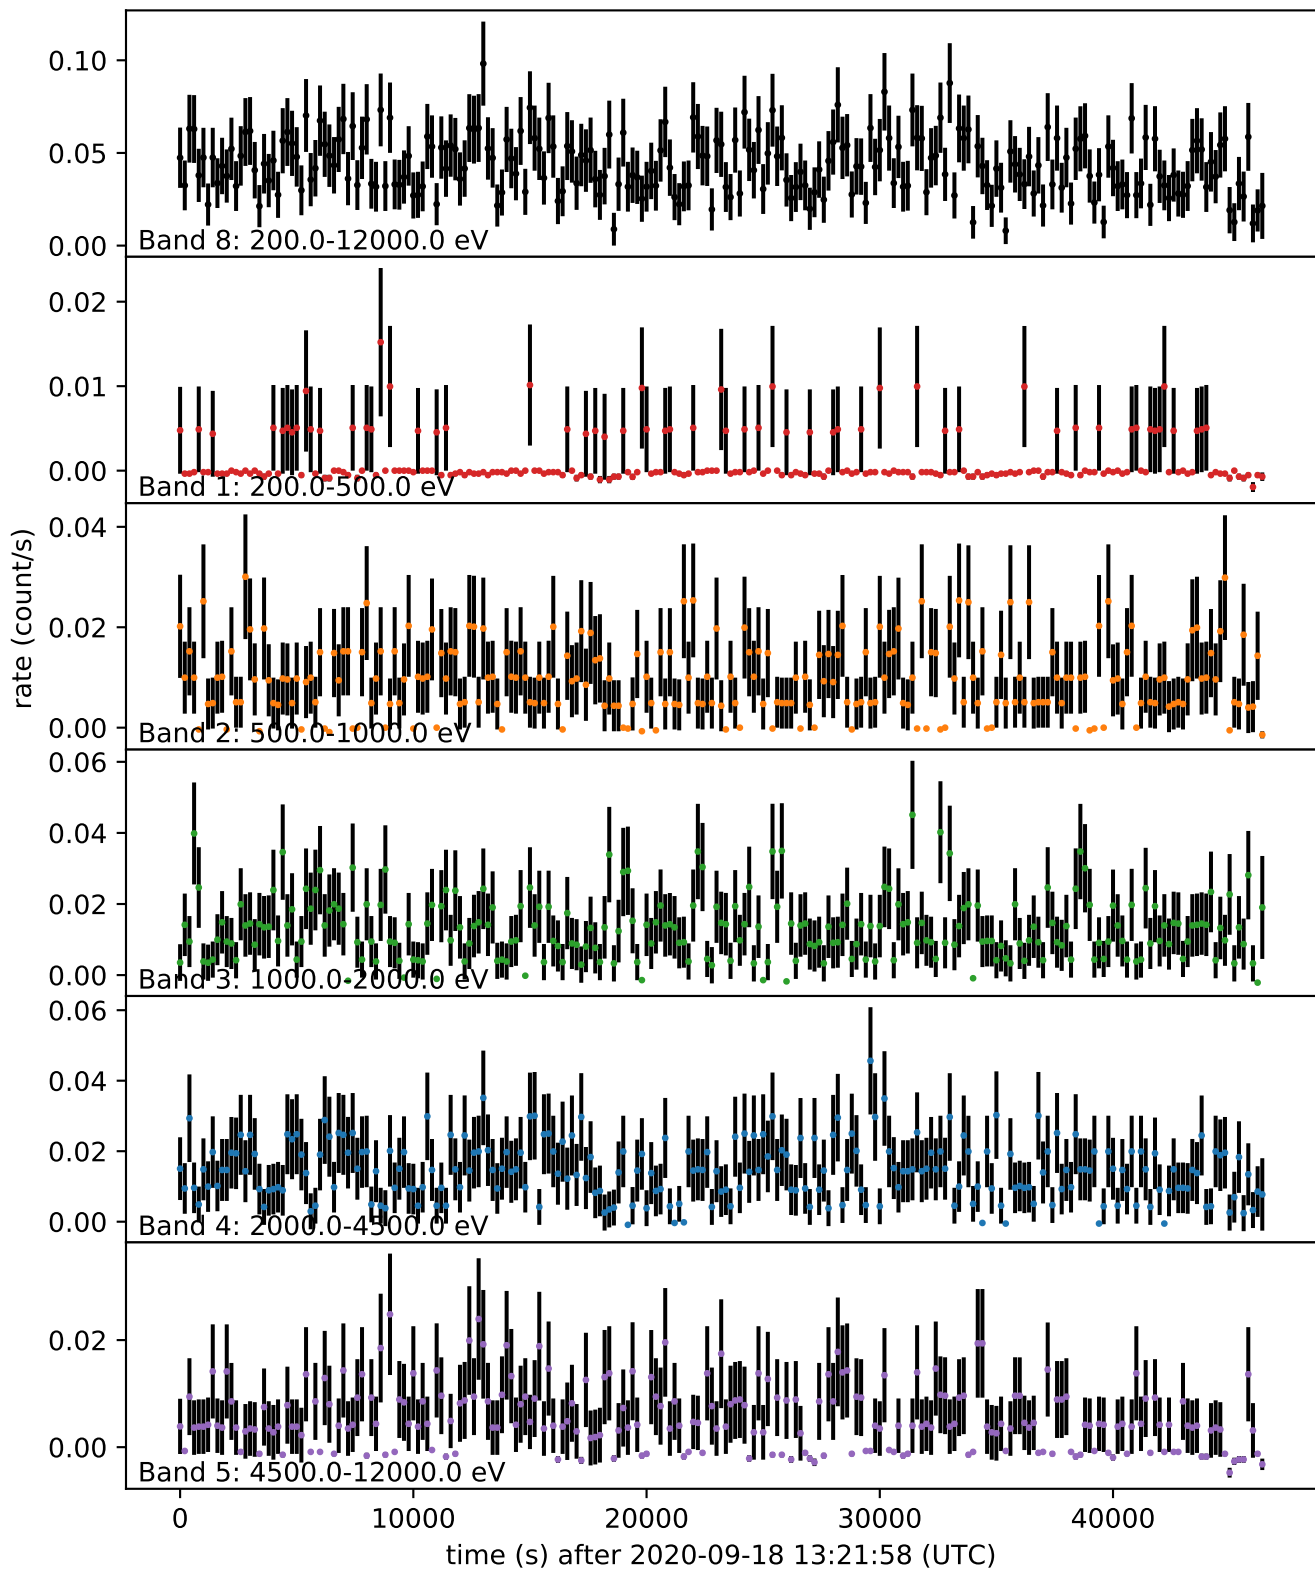 0.10
0.05
0.00
Band 8: 200.0-12000.0 eV
0.02
0.01
0.00
Band 1: 200.0-500.0 eV
rate (count/s)
0.04
0.02
0.00
Band 2: 500.0-1000.0 eV
0.06
0.04
0.02
0.00
Band 3: 1000.0-2000.0 eV
0.06
0.04
0.02
0.00
Band 4: 2000.0-4500.0 eV
0.02
0.00
Band 5: 4500.0-12000.0 eV
0 10000 20000 30000 40000
time (s) after 2020-09-18 13:21:58 (UTC)